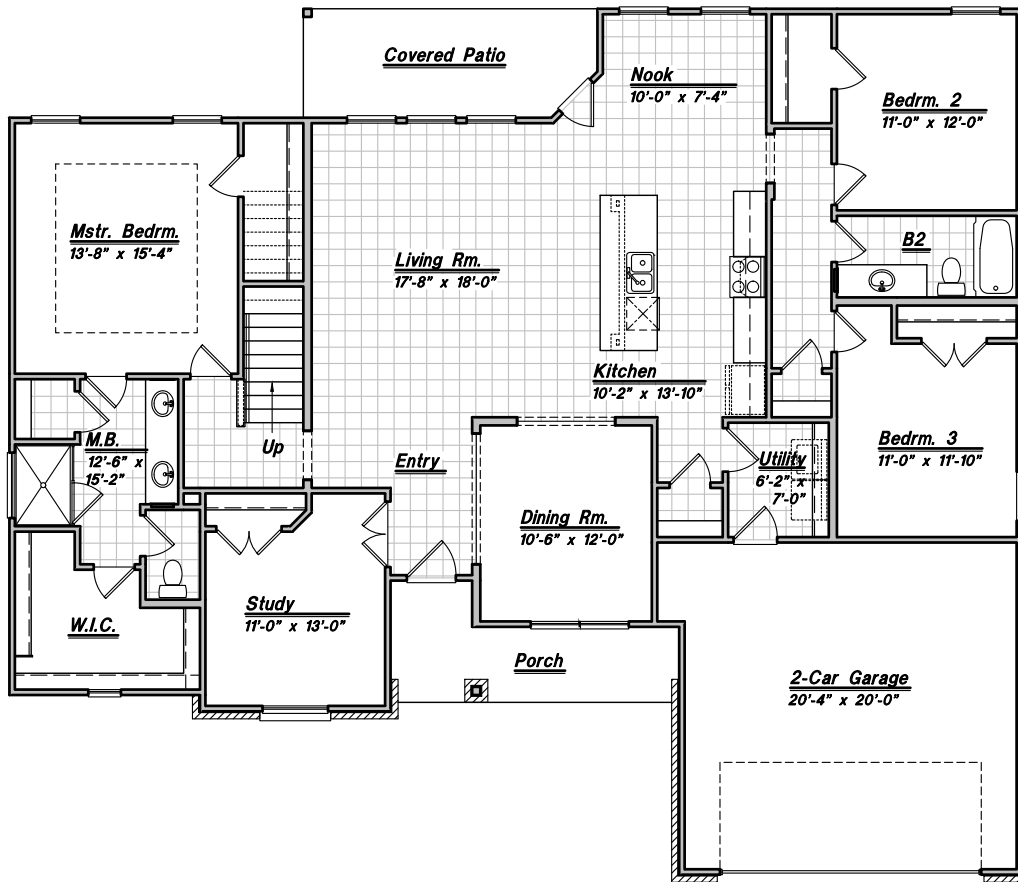 Covered Patio
Nook
10'-0" x 7'-4"
Bedrm. 2
11'-0" x 12'-0"
Mstr. Bedrm.
13'-8" x 15'-4"
Living Rm.
17'-8" x 18'-0"
B2
Kitchen
10'-2" x 13'-10"
Up
M.B.
12'-6" x
15'-2"
Entry
Utility
6'-2" x
7'-0"
Bedrm. 3
11'-0" x 11'-10"
Dining Rm.
10'-6" x 12'-0"
Study
11'-0" x 13'-0"
W.I.C.
Porch
2-Car Garage
20'-4" x 20'-0"